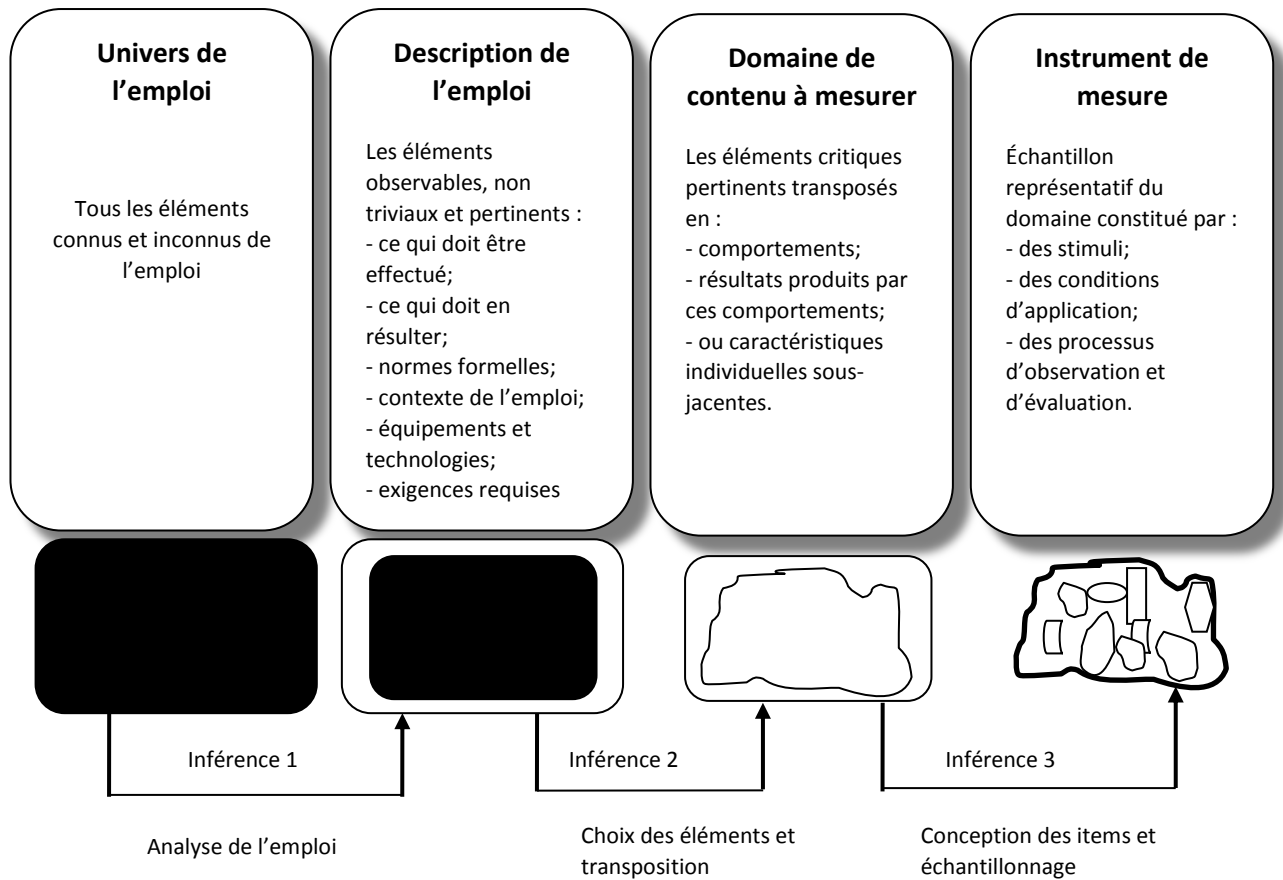 Univers de
l’emploi
Tous les éléments
connus et inconnus de
l’emploi
Description de
l’emploi
Les éléments
observables, non
triviaux et pertinents :
- ce qui doit être
effectué;
- ce qui doit en
résulter;
- normes formelles;
- contexte de l’emploi;
- équipements et
technologies;
- exigences requises
Domaine de
contenu à mesurer
Les éléments critiques
pertinents transposés
en :
- comportements;
- résultats produits par
ces comportements;
- ou caractéristiques
individuelles sous-
jacentes.
Instrument de
mesure
Échantillon
représentatif du
domaine constitué par :
- des stimuli;
- des conditions
d’application;
- des processus
d’observation et
d’évaluation.
Inférence 1
Inférence 2
Inférence 3
Analyse de l’emploi
Choix des éléments et
transposition
Conception des items et
échantillonnage